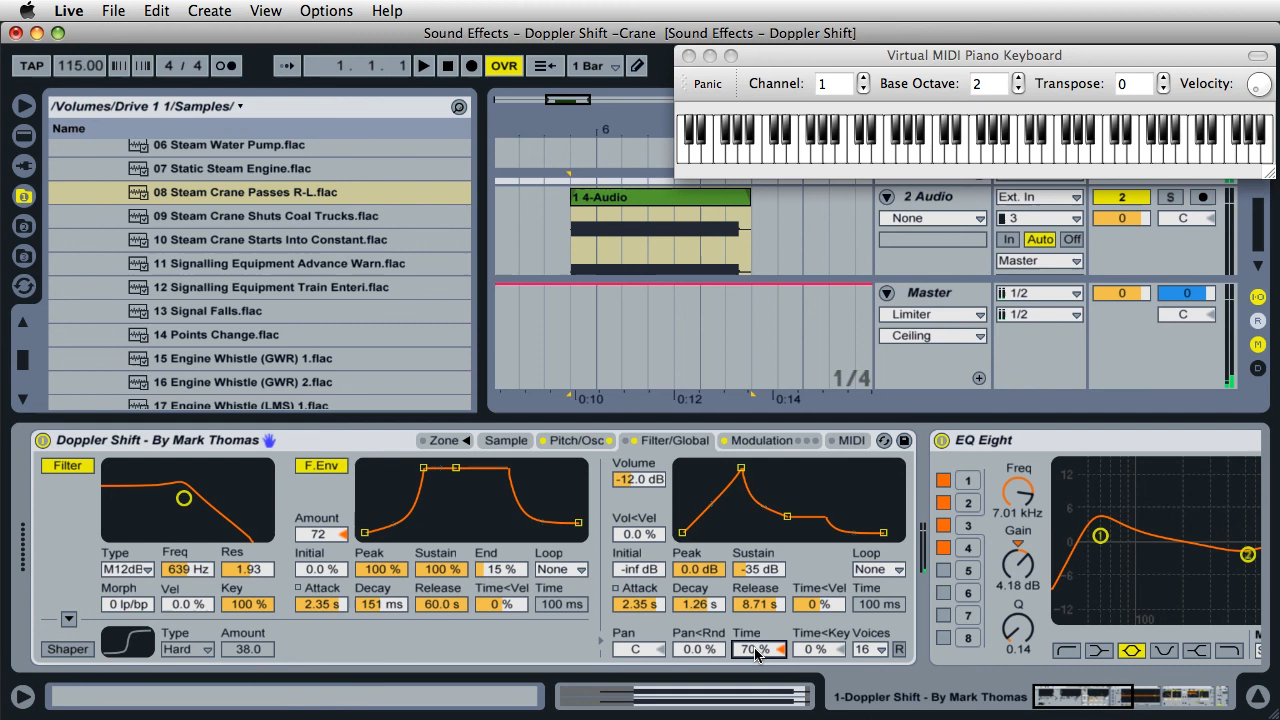 Live File Edit Create View Options Help
Sound Effects - Doppler Shift -Crane [Sound Effects - Doppler Shift]
TAP 115.00 4 / 4 1. 1. 1 OVR 1 Bar
Virtual MIDI Piano Keyboard
Panic Channel: 1 Base Octave: 2 Transpose: 0 Velocity:
/Volumes/Drive 1 1/Samples/
Name
06 Steam Water Pump.flac
07 Static Steam Engine.flac
08 Steam Crane Passes R-L.flac
09 Steam Crane Shuts Coal Trucks.flac
10 Steam Crane Starts Into Constant.flac
11 Signalling Equipment Advance Warn.flac
12 Signalling Equipment Train Enteri.flac
13 Signal Falls.flac
14 Points Change.flac
15 Engine Whistle (GWR) 1.flac
16 Engine Whistle (GWR) 2.flac
17 Engine Whistle (LMS) 1.flac
6
1 4-Audio
1/4
0:10 0:12 0:14
2 Audio Ext. In 2 S
None 3 0 C
In Auto Off
Master
Master 1/2 0 0
Limiter 1/2 C
Ceiling
I-O
R
M
D
Doppler Shift - By Mark Thomas Zone Sample Pitch/Osc Filter/Global Modulation MIDI
Filter F.Env Volume
-12.0 dB
Amount Vol<Vel
72 0.0 %
Type Freq Res Initial Peak Sustain End Loop Initial Peak Sustain Loop
M12dB 639 Hz 1.93 0.0 % 100 % 100 % 15 % None -inf dB 0.0 dB -35 dB None
Morph Vel Key Attack Decay Release Time<Vel Time Attack Decay Release Time<Vel Time
0 lp/bp 0.0 % 100 % 2.35 s 151 ms 60.0 s 0 % 100 ms 2.35 s 1.26 s 8.71 s 0 % 100 ms
Type Amount Pan Pan<Rnd Time Time<Key Voices
Shaper Hard 38.0 C 0.0 % 70 % 0 % 16 R
EQ Eight
1
2
3
4
5
6
7
8
Freq
7.01 kHz
Gain
4.18 dB
Q
0.14
12
6
0
-6
-12
100
1
2
1-Doppler Shift - By Mark Thomas